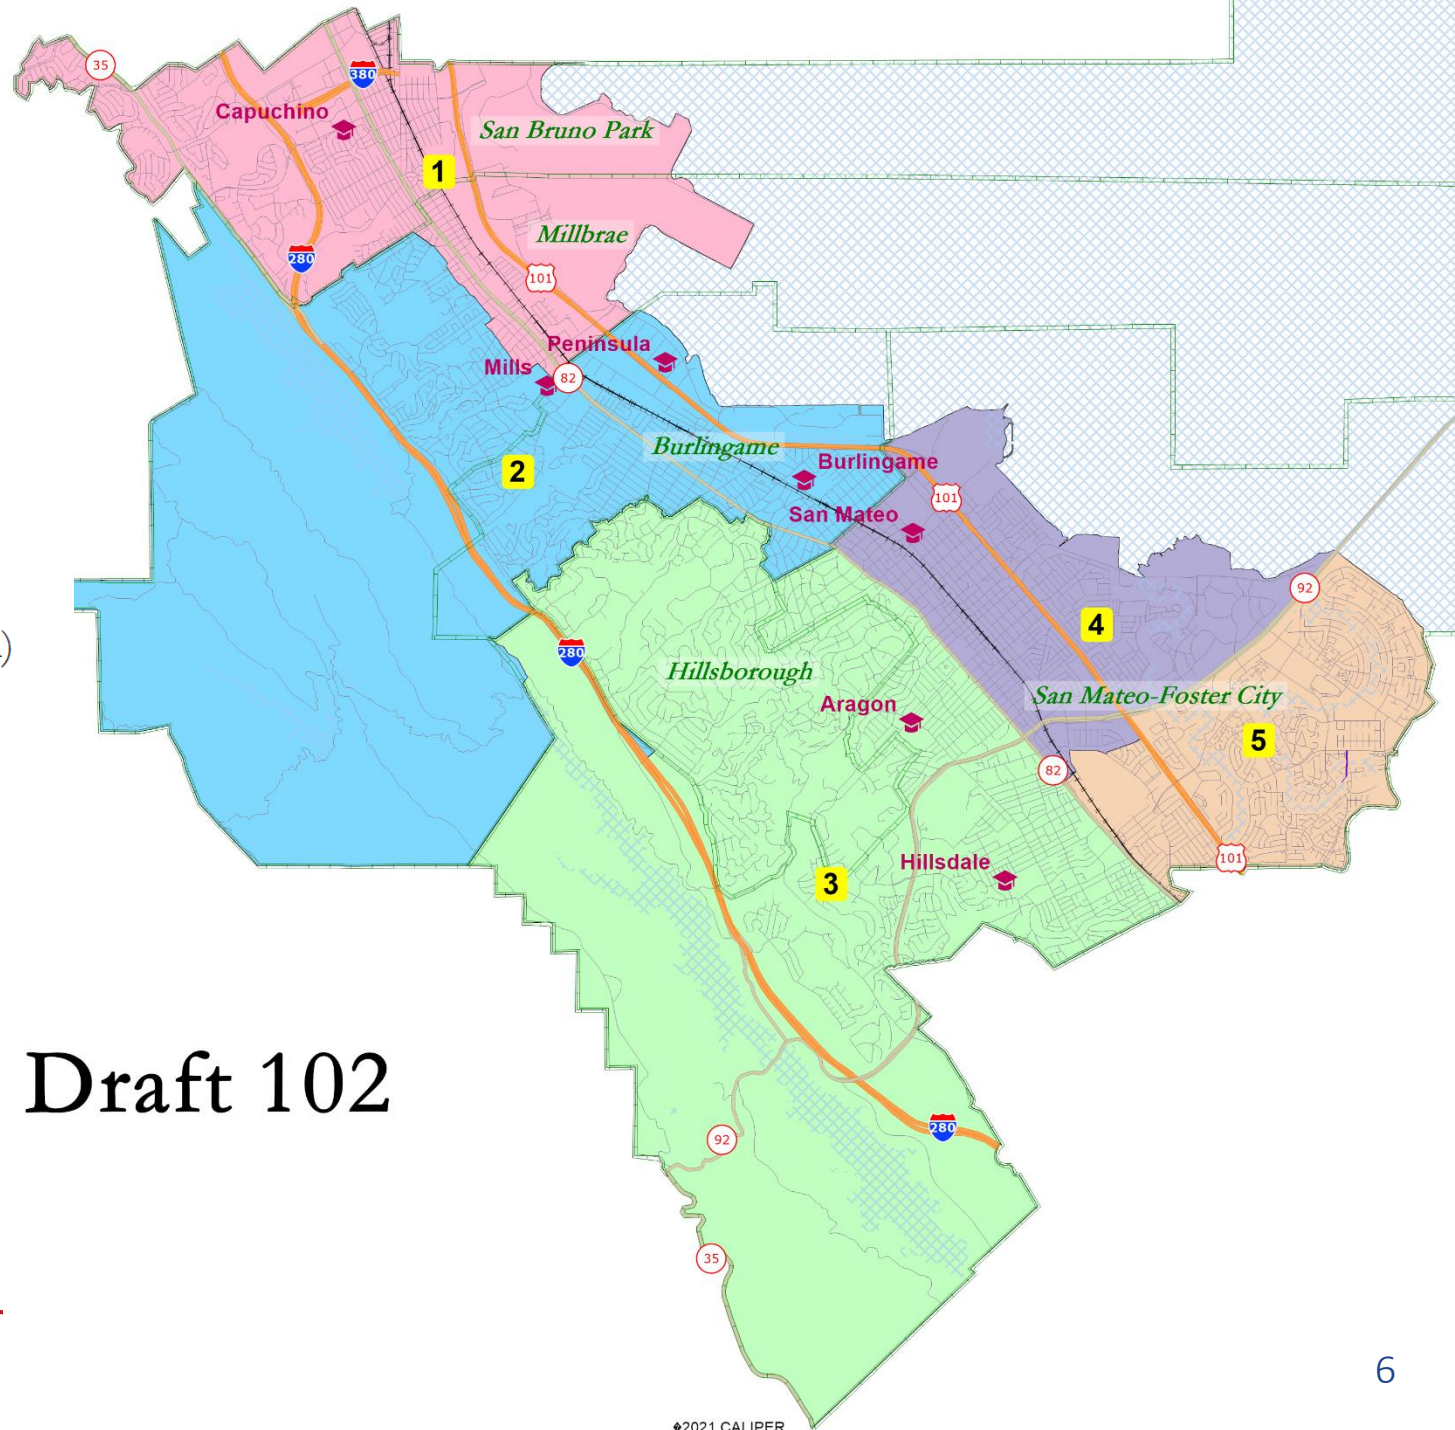 35
380
Capuchino
San Bruno Park
1
Millbrae
280
101
Peninsula
Mills
82
Burlingame
2
Burlingame
101
San Mateo
92
4
)
280
Hillsborough
San Mateo-Foster City
Aragon
5
82
101
Hillsdale
3
Draft 102
280
92
35
6
�2021 CALIPER